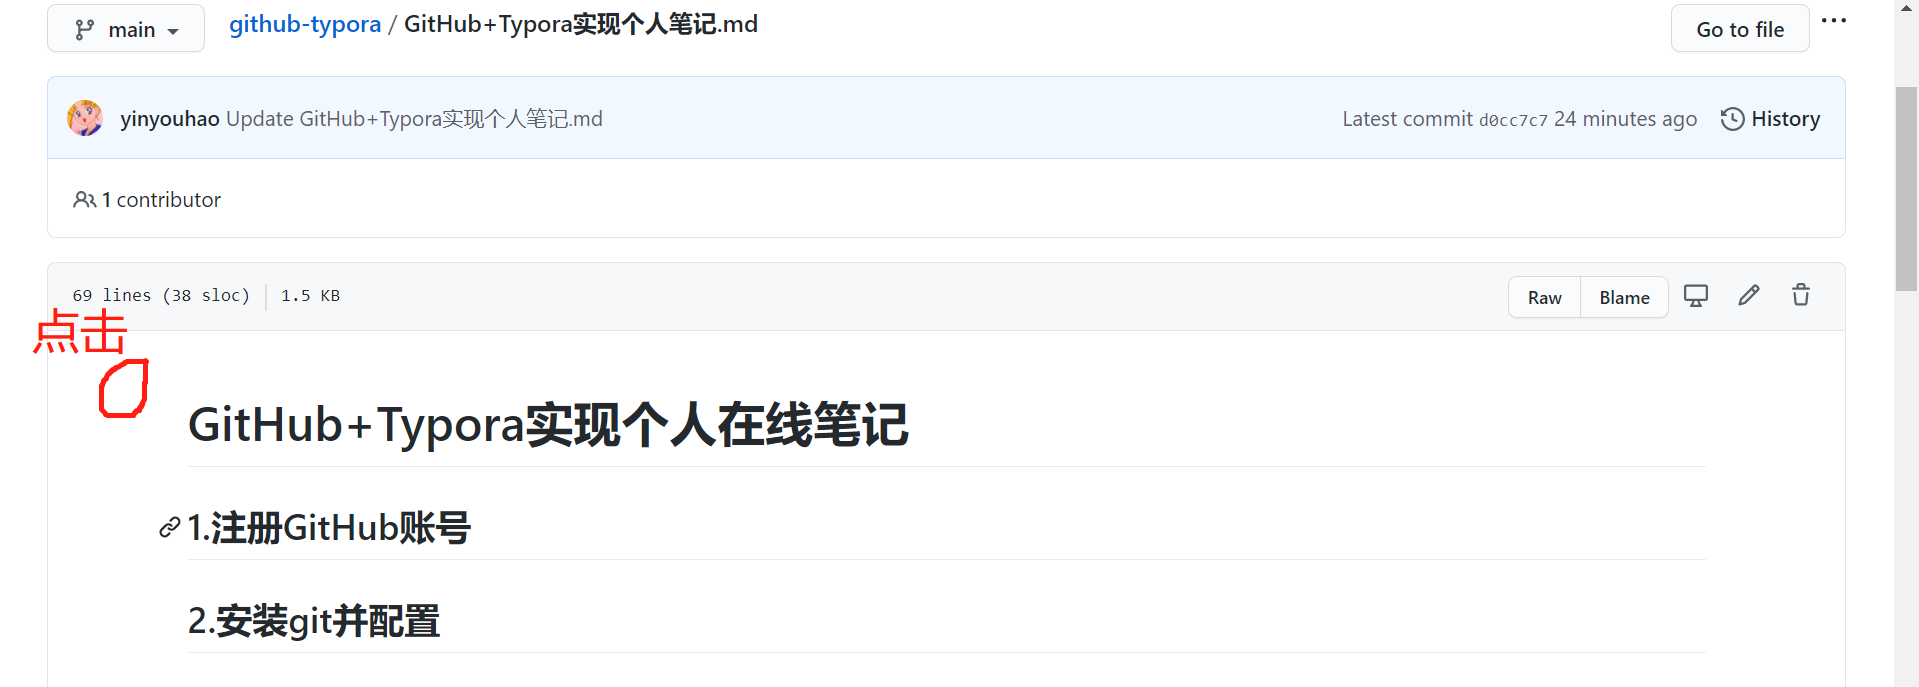 main github-typora / GitHub+Typora实现个人笔记.md Go to file ...
yinyouhao Update GitHub+Typora实现个人笔记.md Latest commit d0cc7c7 24 minutes ago History
1 contributor
69 lines (38 sloc) 1.5 KB Raw Blame
点击
GitHub+Typora实现个人在线笔记
1.注册GitHub账号
2.安装git并配置